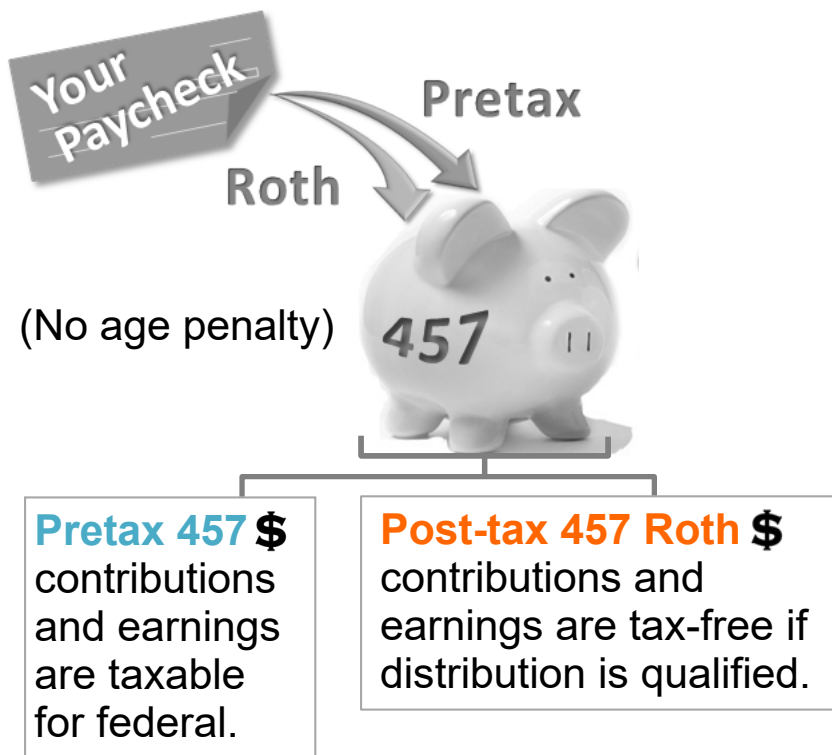 Your
Paycheck
Pretax
Roth
(No age penalty)
457
Pretax 457 $
contributions
and earnings
are taxable
for federal.
Post-tax 457 Roth $
contributions and
earnings are tax-free if
distribution is qualified.